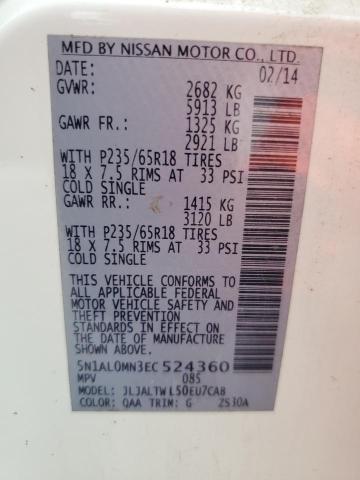 MFD BY NISSAN MOTOR CO., LTD.
DATE: 02/14
GVWR: 2682 KG
5913 LB
GAWR FR: 1325 KG
2921 LB
WITH P235/65R18 TIRES
18 X 7.5 RIMS AT 33 PSI
COLD SINGLE
GAWR RR: 1415 KG
3120 LB
WITH P235/65R18 TIRES
18 X 7.5 RIMS AT 33 PSI
COLD SINGLE
THIS VEHICLE CONFORMS TO
ALL APPLICABLE FEDERAL
MOTOR VEHICLE SAFETY AND
THEFT PREVENTION
STANDARDS IN EFFECT ON
THE DATE OF MANUFACTURE
SHOWN ABOVE.
5N1AL0MN3EC524360
MPV 085
MODEL: JLJALTWL50EU7CAB
COLOR: QAA TRIM: G 2S30A